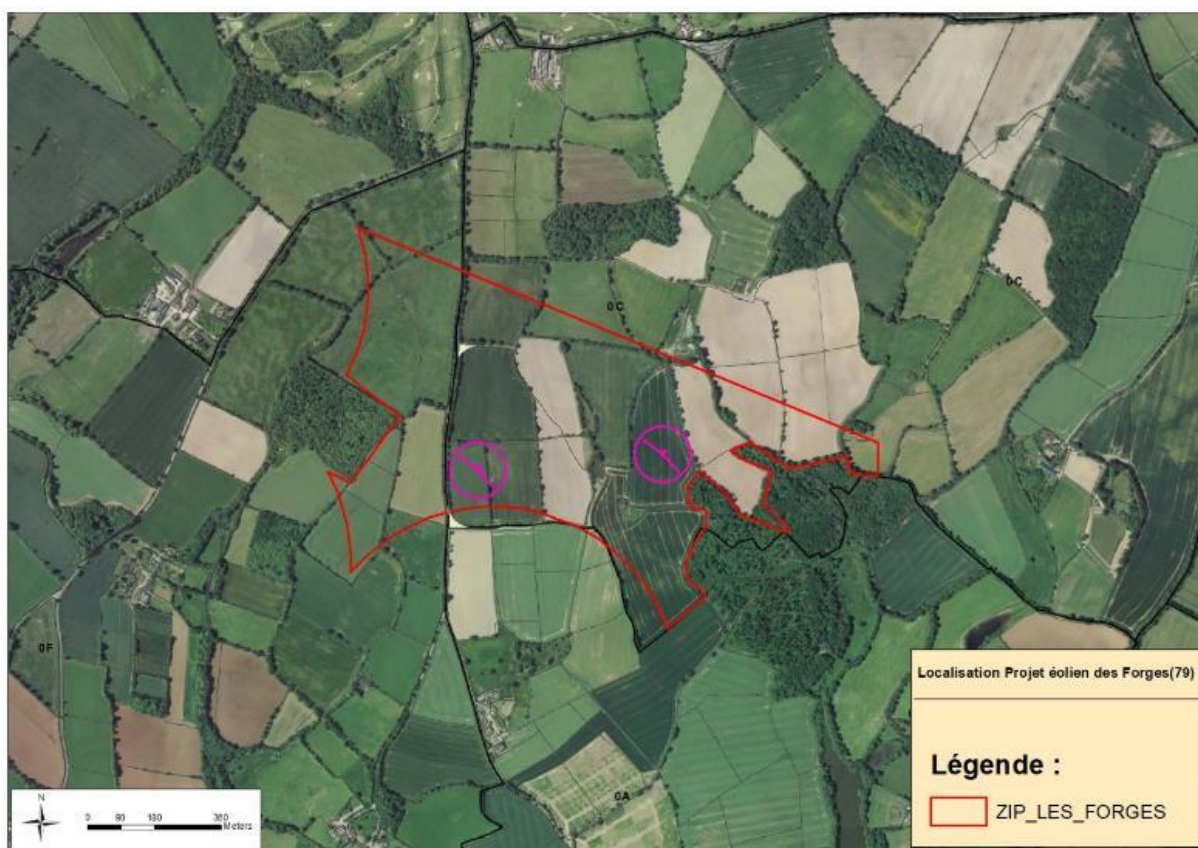 0C
0C
0F
0A
Localisation Projet éolien des Forges(79)
Légende :
ZIP_LES_FORGES
N
0 90 180 360
Meters